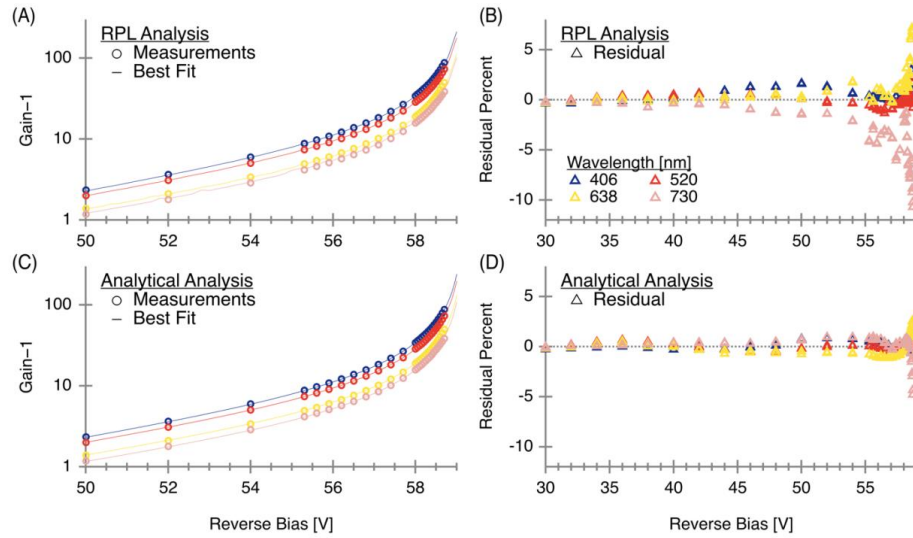 (A)
RPL Analysis
Measurements
Best Fit
Gain−1
100
10
1
50 52 54 56 58
(B)
RPL Analysis
Residual
Residual Percent
5
0
-5
-10
Wavelength [nm]
406 520
638 730
30 35 40 45 50 55
(C)
Analytical Analysis
Measurements
Best Fit
Gain−1
100
10
1
50 52 54 56 58
Reverse Bias [V]
(D)
Analytical Analysis
Residual
Residual Percent
5
0
-5
-10
30 35 40 45 50 55
Reverse Bias [V]